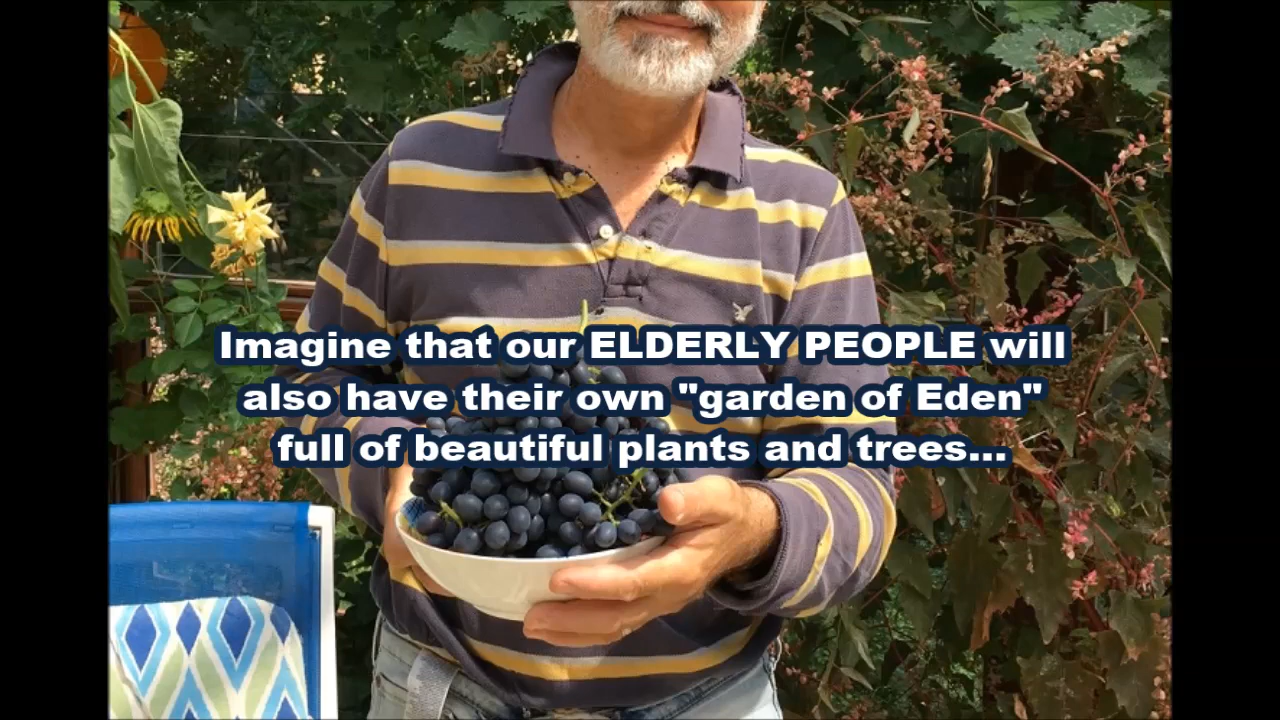 Imagine that our ELDERLY PEOPLE will
also have their own "garden of Eden"
full of beautiful plants and trees...